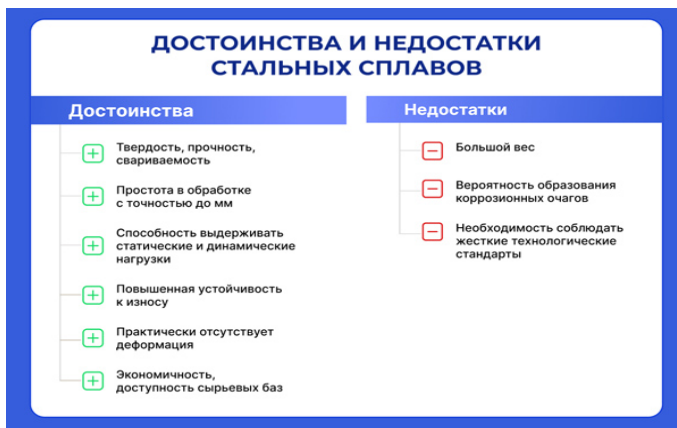 ДОСТОИНСТВА И НЕДОСТАТКИ
СТАЛЬНЫХ СПЛАВОВ
Достоинства
Твердость, прочность,
свариваемость
Простота в обработке
с точностью до мм
Способность выдерживать
статические и динамические
нагрузки
Повышенная устойчивость
к износу
Практически отсутствует
деформация
Экономичность,
доступность сырьевых баз
Недостатки
Большой вес
Вероятность образования
коррозионных очагов
Необходимость соблюдать
жесткие технологические
стандарты